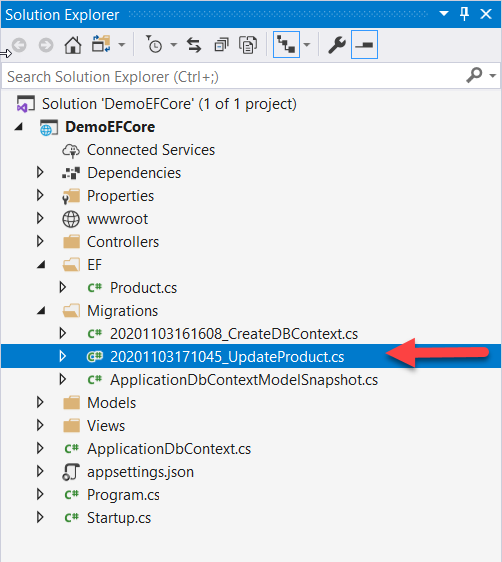 Solution Explorer
Search Solution Explorer (Ctrl+;)
Solution 'DemoEFCore' (1 of 1 project)
DemoEFCore
Connected Services
Dependencies
Properties
wwwroot
Controllers
EF
C# Product.cs
Migrations
C# 20201103161608_CreateDBContext.cs
C# 20201103171045_UpdateProduct.cs
C# ApplicationDbContextModelSnapshot.cs
Models
Views
C# ApplicationDbContext.cs
appsettings.json
C# Program.cs
C# Startup.cs